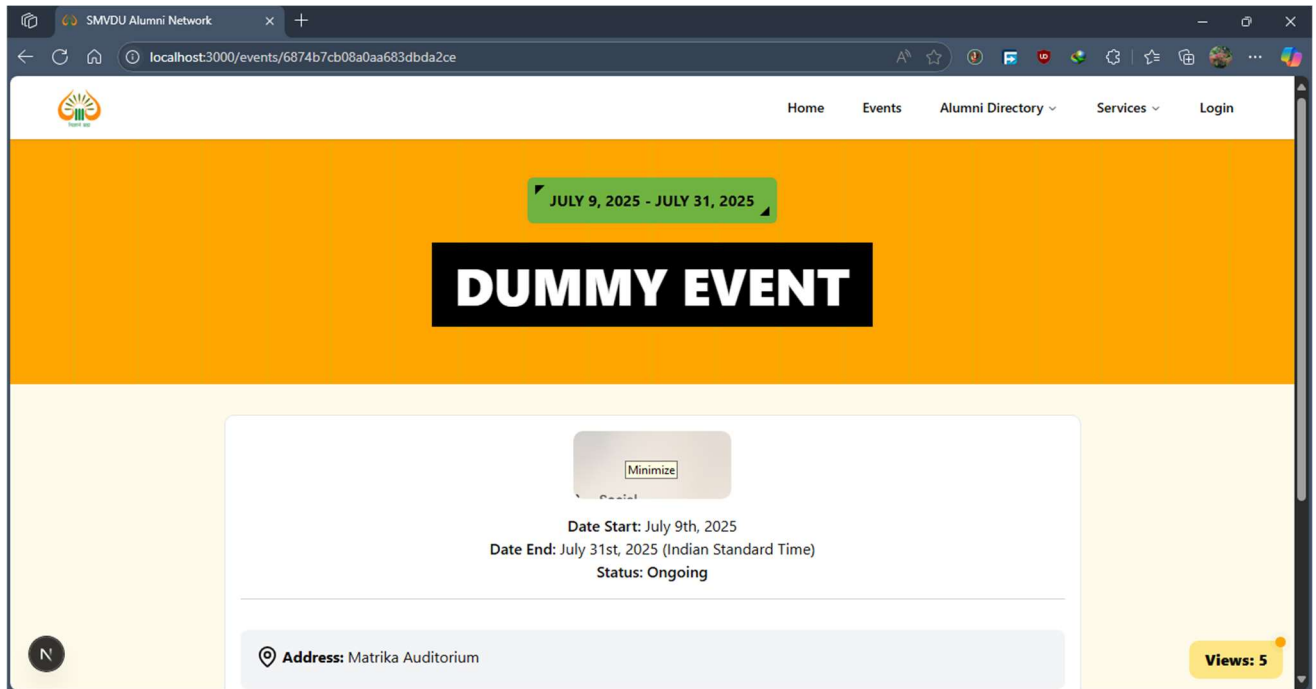 SMVDU Alumni Network
localhost:3000/events/6874b7cb08a0aa683dbda2ce
Home Events Alumni Directory Services Login
JULY 9, 2025 - JULY 31, 2025
DUMMY EVENT
Minimize
Social
Date Start: July 9th, 2025
Date End: July 31st, 2025 (Indian Standard Time)
Status: Ongoing
N
Address: Matrika Auditorium
Views: 5